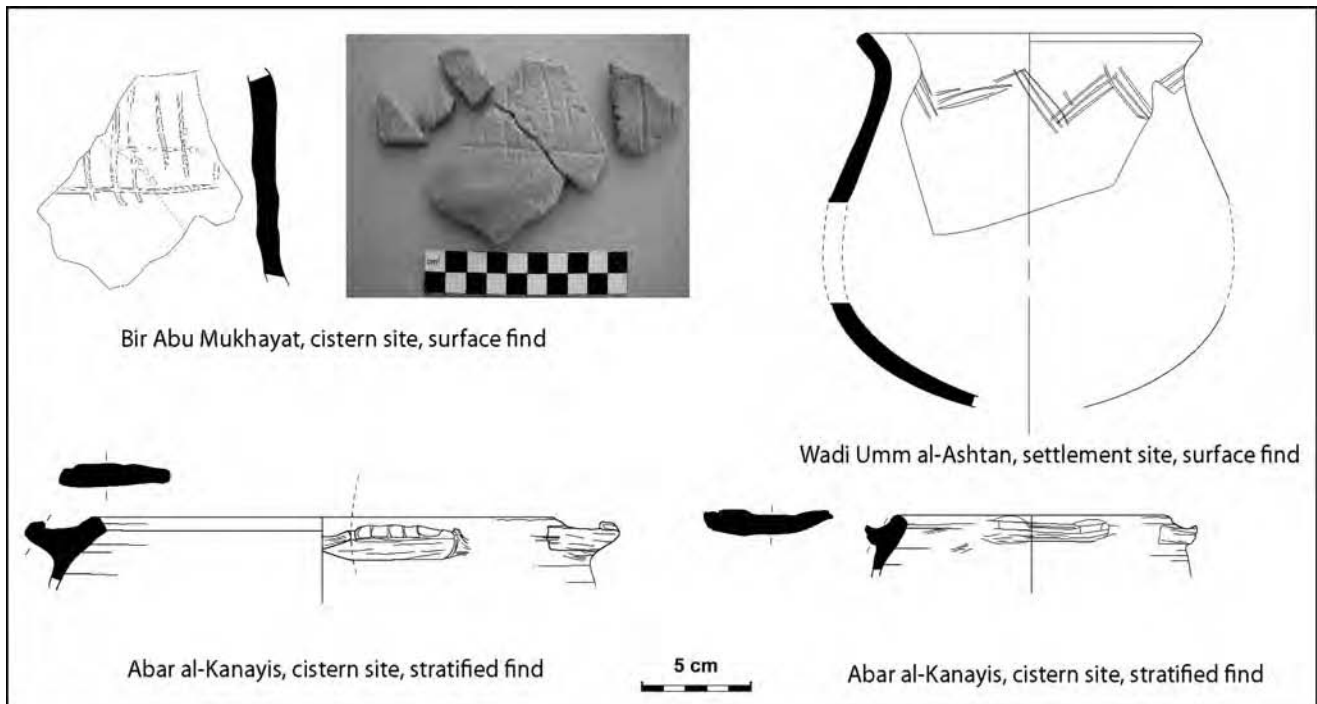 cm
Bir Abu Mukhayat, cistern site, surface find
Wadi Umm al-Ashtan, settlement site, surface find
Abar al-Kanayis, cistern site, stratified find
5 cm
Abar al-Kanayis, cistern site, stratified find